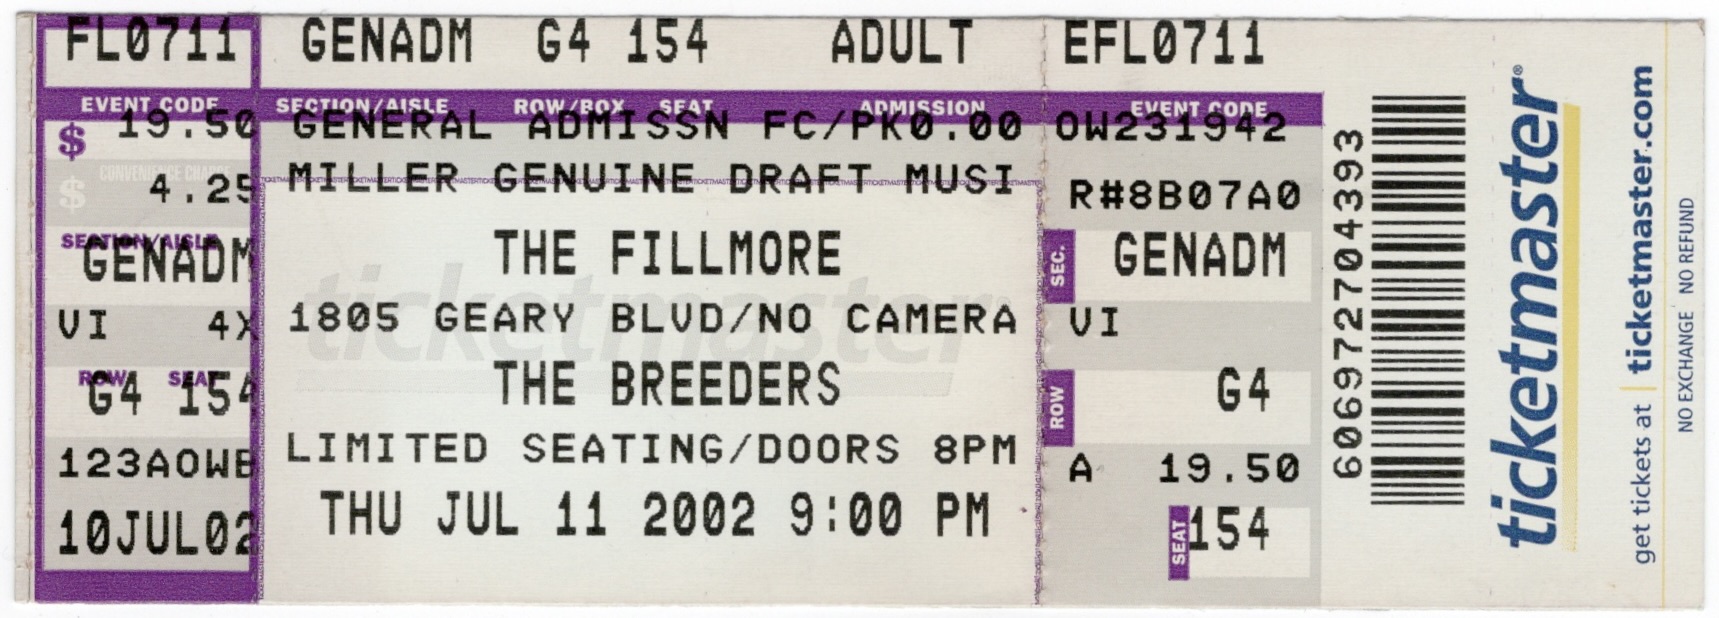 FL0711 GENADM G4 154 ADULT EFL0711
EVENT CODE SECTION/AISLE ROW/BOX SEAT ADMISSION EVENT CODE
$ 19.50 GENERAL ADMISSN FC/PK0.00 OW231942
CONVENIENCE CHARGE
$ 4.25 MILLER GENUINE DRAFT MUSI R#8B07A0
SECTION/AISLE
GENADM THE FILLMORE SEC. GENADM
VI 4X 1805 GEARY BLVD/NO CAMERA VI
ROW SEAT
G4 154 THE BREEDERS ROW G4
123AOWB LIMITED SEATING/DOORS 8PM A 19.50
10JUL02 THU JUL 11 2002 9:00 PM SEAT 154
ticketmaster®
606972704393
ticketmaster®
get tickets at ticketmaster.com
NO EXCHANGE NO REFUND